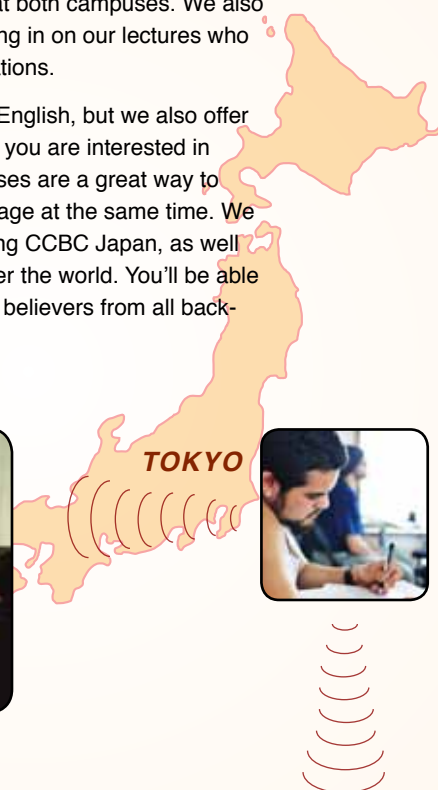 at both campuses. We also
ng in on our lectures who
tions.
English, but we also offer
you are interested in
ses are a great way to
age at the same time. We
ng CCBC Japan, as well
er the world. You'll be able
believers from all back-
TOKYO